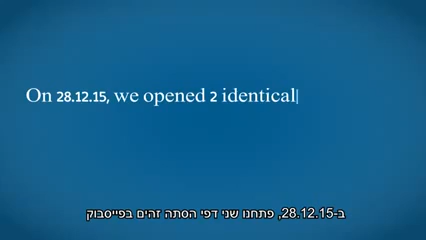 On 28.12.15, we opened 2 identical|
ב-28.12.15, פתחנו שני דפי הסתה זהים בפייסבוק